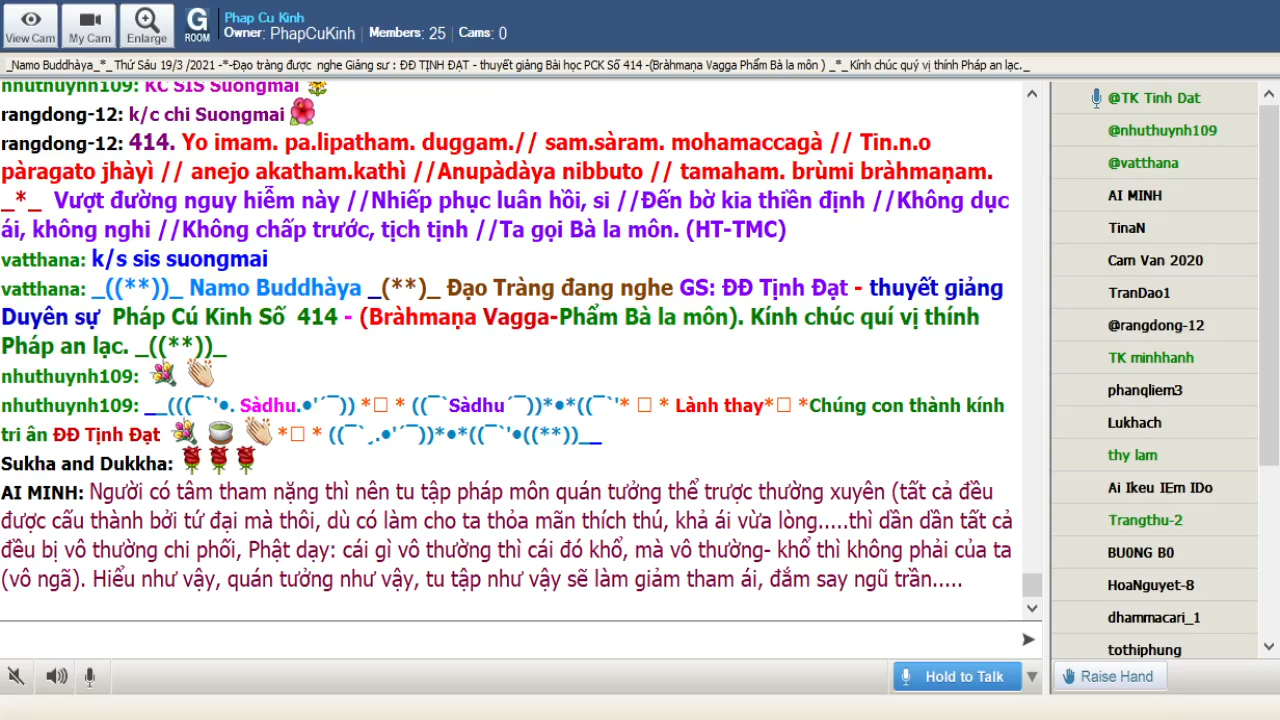 View Cam
My Cam
Enlarge
G
ROOM
Phap Cu Kinh
Owner: PhapCuKinh Members: 25 Cams: 0
_Namo Buddhàya_*_ Thứ Sáu 19/3 /2021 -*-Đạo tràng được nghe Giảng sư : ĐĐ TỊNH ĐẠT - thuyết giảng Bài học PCK Số 414 -(Bràhmaṇa Vagga Phẩm Bà la môn ) _*_ Kính chúc quý vị thính Pháp an lạc._
nhuthuynh109: KC SIS Suongmai
rangdong-12: k/c chi Suongmai
rangdong-12: 414. Yo imam. pa.lipatham. duggam.// sam.sàram. mohamaccagà // Tin.n.o
pàragato jhàyì // anejo akatham.kathì //Anupàdàya nibbuto // tamaham. brùmi bràhmaṇam.
_*_ Vượt đường nguy hiễm này //Nhiếp phục luân hồi, si //Đến bờ kia thiền định //Không dục
ái, không nghi //Không chấp trước, tịch tịnh //Ta gọi Bà la môn. (HT-TMC)
vatthana: k/s sis suongmai
vatthana: _((**))_ Namo Buddhàya _(**)_ Đạo Tràng đang nghe GS: ĐĐ Tịnh Đạt - thuyết giảng
Duyên sự Pháp Cú Kinh Số 414 - (Bràhmaṇa Vagga-Phẩm Bà la môn). Kính chúc quí vị thính
Pháp an lạc. _((**))_
nhuthuynh109:
nhuthuynh109: __(((¯`'•. Sàdhu.•'´¯)) *□ * ((¯`Sàdhu´¯))*•*((¯`'* □ * Lành thay*□ *Chúng con thành kính
tri ân ĐĐ Tịnh Đạt *□ * ((¯`¸.•'´¯))*•*((¯`'•((**))__
Sukha and Dukkha:
AI MINH: Người có tâm tham nặng thì nên tu tập pháp môn quán tưởng thể trược thường xuyên (tất cả đều
được cấu thành bởi tứ đại mà thôi, dù có làm cho ta thỏa mãn thích thú, khả ái vừa lòng.....thì dần dần tất cả
đều bị vô thường chi phối, Phật dạy: cái gì vô thường thì cái đó khổ, mà vô thường- khổ thì không phải của ta
(vô ngã). Hiểu như vậy, quán tưởng như vậy, tu tập như vậy sẽ làm giảm tham ái, đắm say ngũ trần.....
Hold to Talk
@TK Tinh Dat
@nhuthuynh109
@vatthana
AI MINH
TinaN
Cam Van 2020
TranDao1
@rangdong-12
TK minhhanh
phanqliem3
Lukhach
thy lam
Ai Ikeu IEm IDo
Trangthu-2
BU0NG B0
HoaNguyet-8
dhammacari_1
tothiphung
Raise Hand